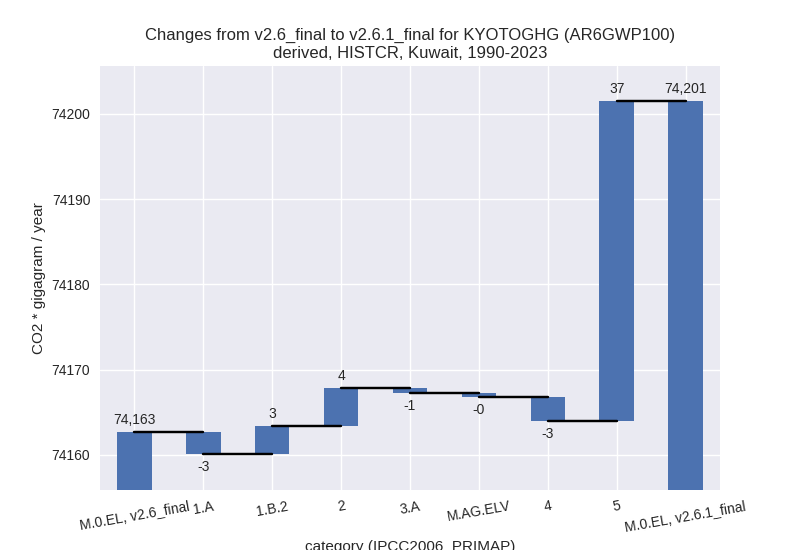 Changes from v2.6_final to v2.6.1_final for KYOTOGHG (AR6GWP100)
derived, HISTCR, Kuwait, 1990-2023
CO2 * gigagram / year
74200
74190
74180
74170
74160
74,163
-3
3
4
-1
-0
-3
37
74,201
M.0.EL, v2.6_final
1.A
1.B.2
2
3.A
M.AG.ELV
4
5
M.0.EL, v2.6.1_final
category (IPCC2006_PRIMAP)